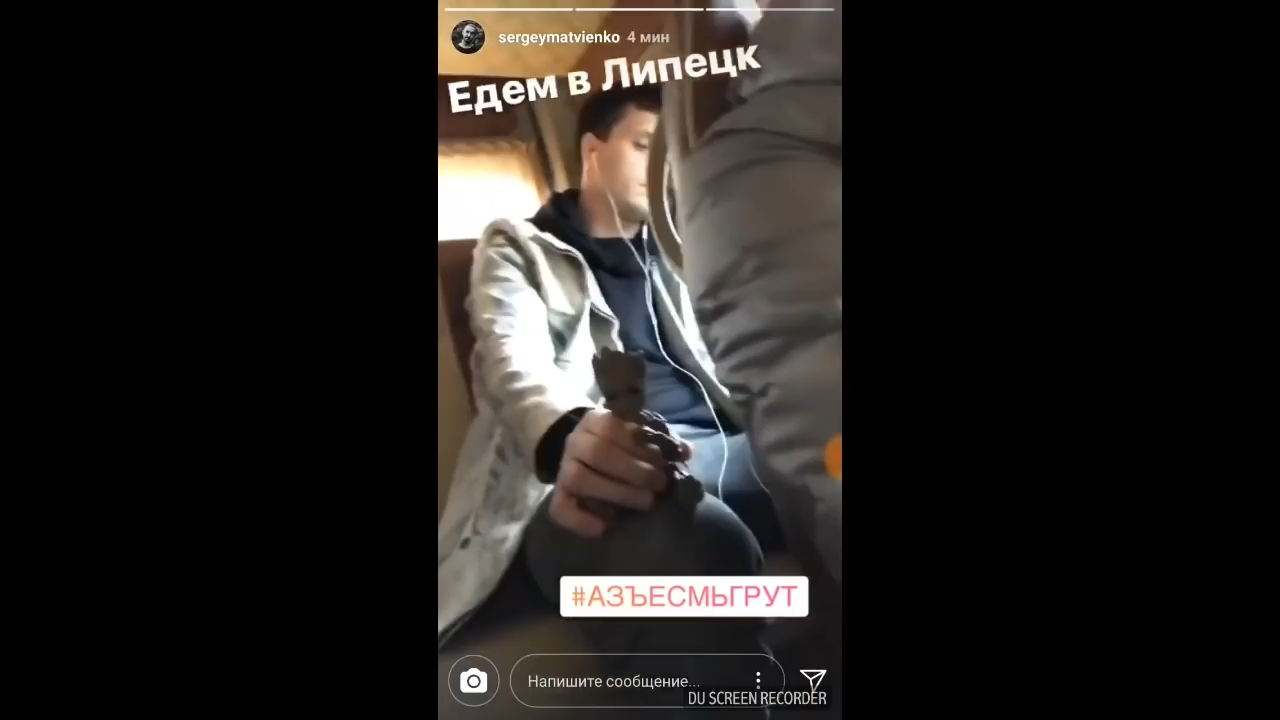 sergeymatvienko 4 мин
Едем в Липецк
#АЗЪЕСМЬГРУТ
Напишите сообщение...
DU SCREEN RECORDER